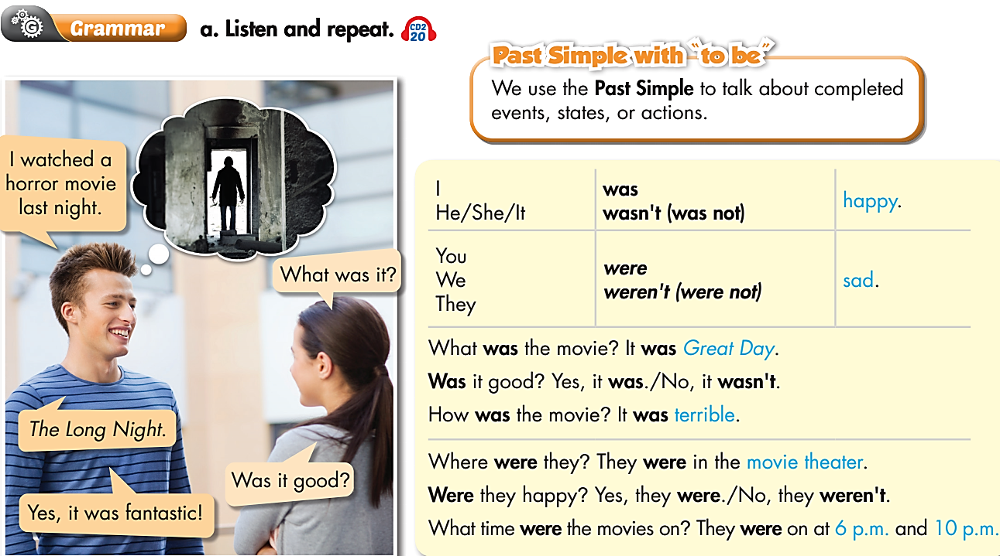 G Grammar a. Listen and repeat. CD2 20
I watched a
horror movie
last night.
What was it?
The Long Night.
Was it good?
Yes, it was fantastic!
Past Simple with "to be"
We use the Past Simple to talk about completed
events, states, or actions.
I
He/She/It
was
wasn't (was not)
happy.
You
We
They
were
weren't (were not)
sad.
What was the movie? It was Great Day.
Was it good? Yes, it was./No, it wasn't.
How was the movie? It was terrible.
Where were they? They were in the movie theater.
Were they happy? Yes, they were./No, they weren't.
What time were the movies on? They were on at 6 p.m. and 10 p.m.